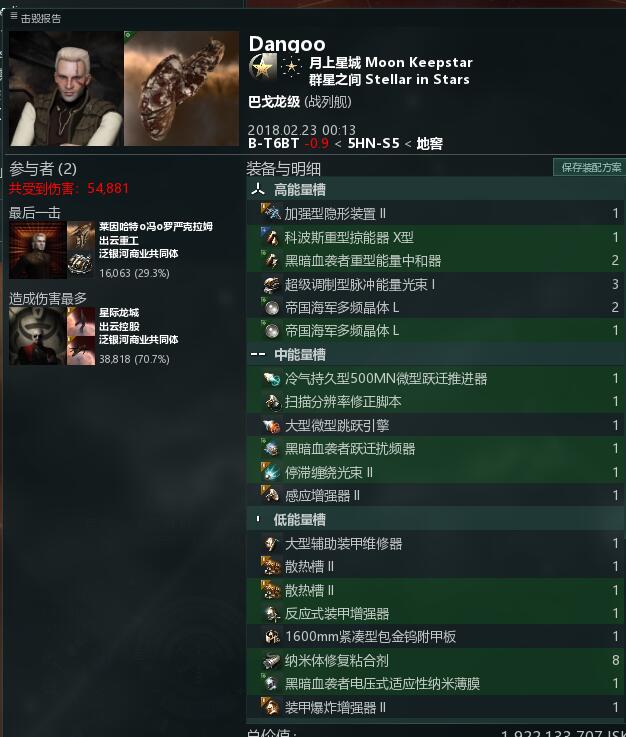 击毁报告
Dangoo
月上星城 Moon Keepstar
群星之间 Stellar in Stars
巴戈龙级 (战列舰)
2018.02.23 00:13
B-T6BT -0.9 < 5HN-S5 < 地窖
参与者 (2)
共受到伤害: 54,881
最后一击
莱因哈特o冯o罗严克拉姆
出云重工
泛银河商业共同体
16,063 (29.3%)
造成伤害最多
星际龙城
出云控股
泛银河商业共同体
38,818 (70.7%)
装备与明细
保存装配方案
高能量槽
加强型隐形装置 II 1
科波斯重型掠能器 X型 1
黑暗血袭者重型能量中和器 2
超级调制型脉冲能量光束 I 3
帝国海军多频晶体 L 2
帝国海军多频晶体 L 1
中能量槽
冷气持久型500MN微型跃迁推进器 1
扫描分辨率修正脚本 1
大型微型跳跃引擎 1
黑暗血袭者跃迁扰频器 1
停滞缠绕光束 II 1
感应增强器 II 1
低能量槽
大型辅助装甲维修器 1
散热槽 II 1
散热槽 II 1
反应式装甲增强器 1
1600mm紧凑型包金钨附甲板 1
纳米体修复粘合剂 8
黑暗血袭者电压式适应性纳米薄膜 1
装甲爆炸增强器 II 1
总价值: 1,922,133,707 ISK